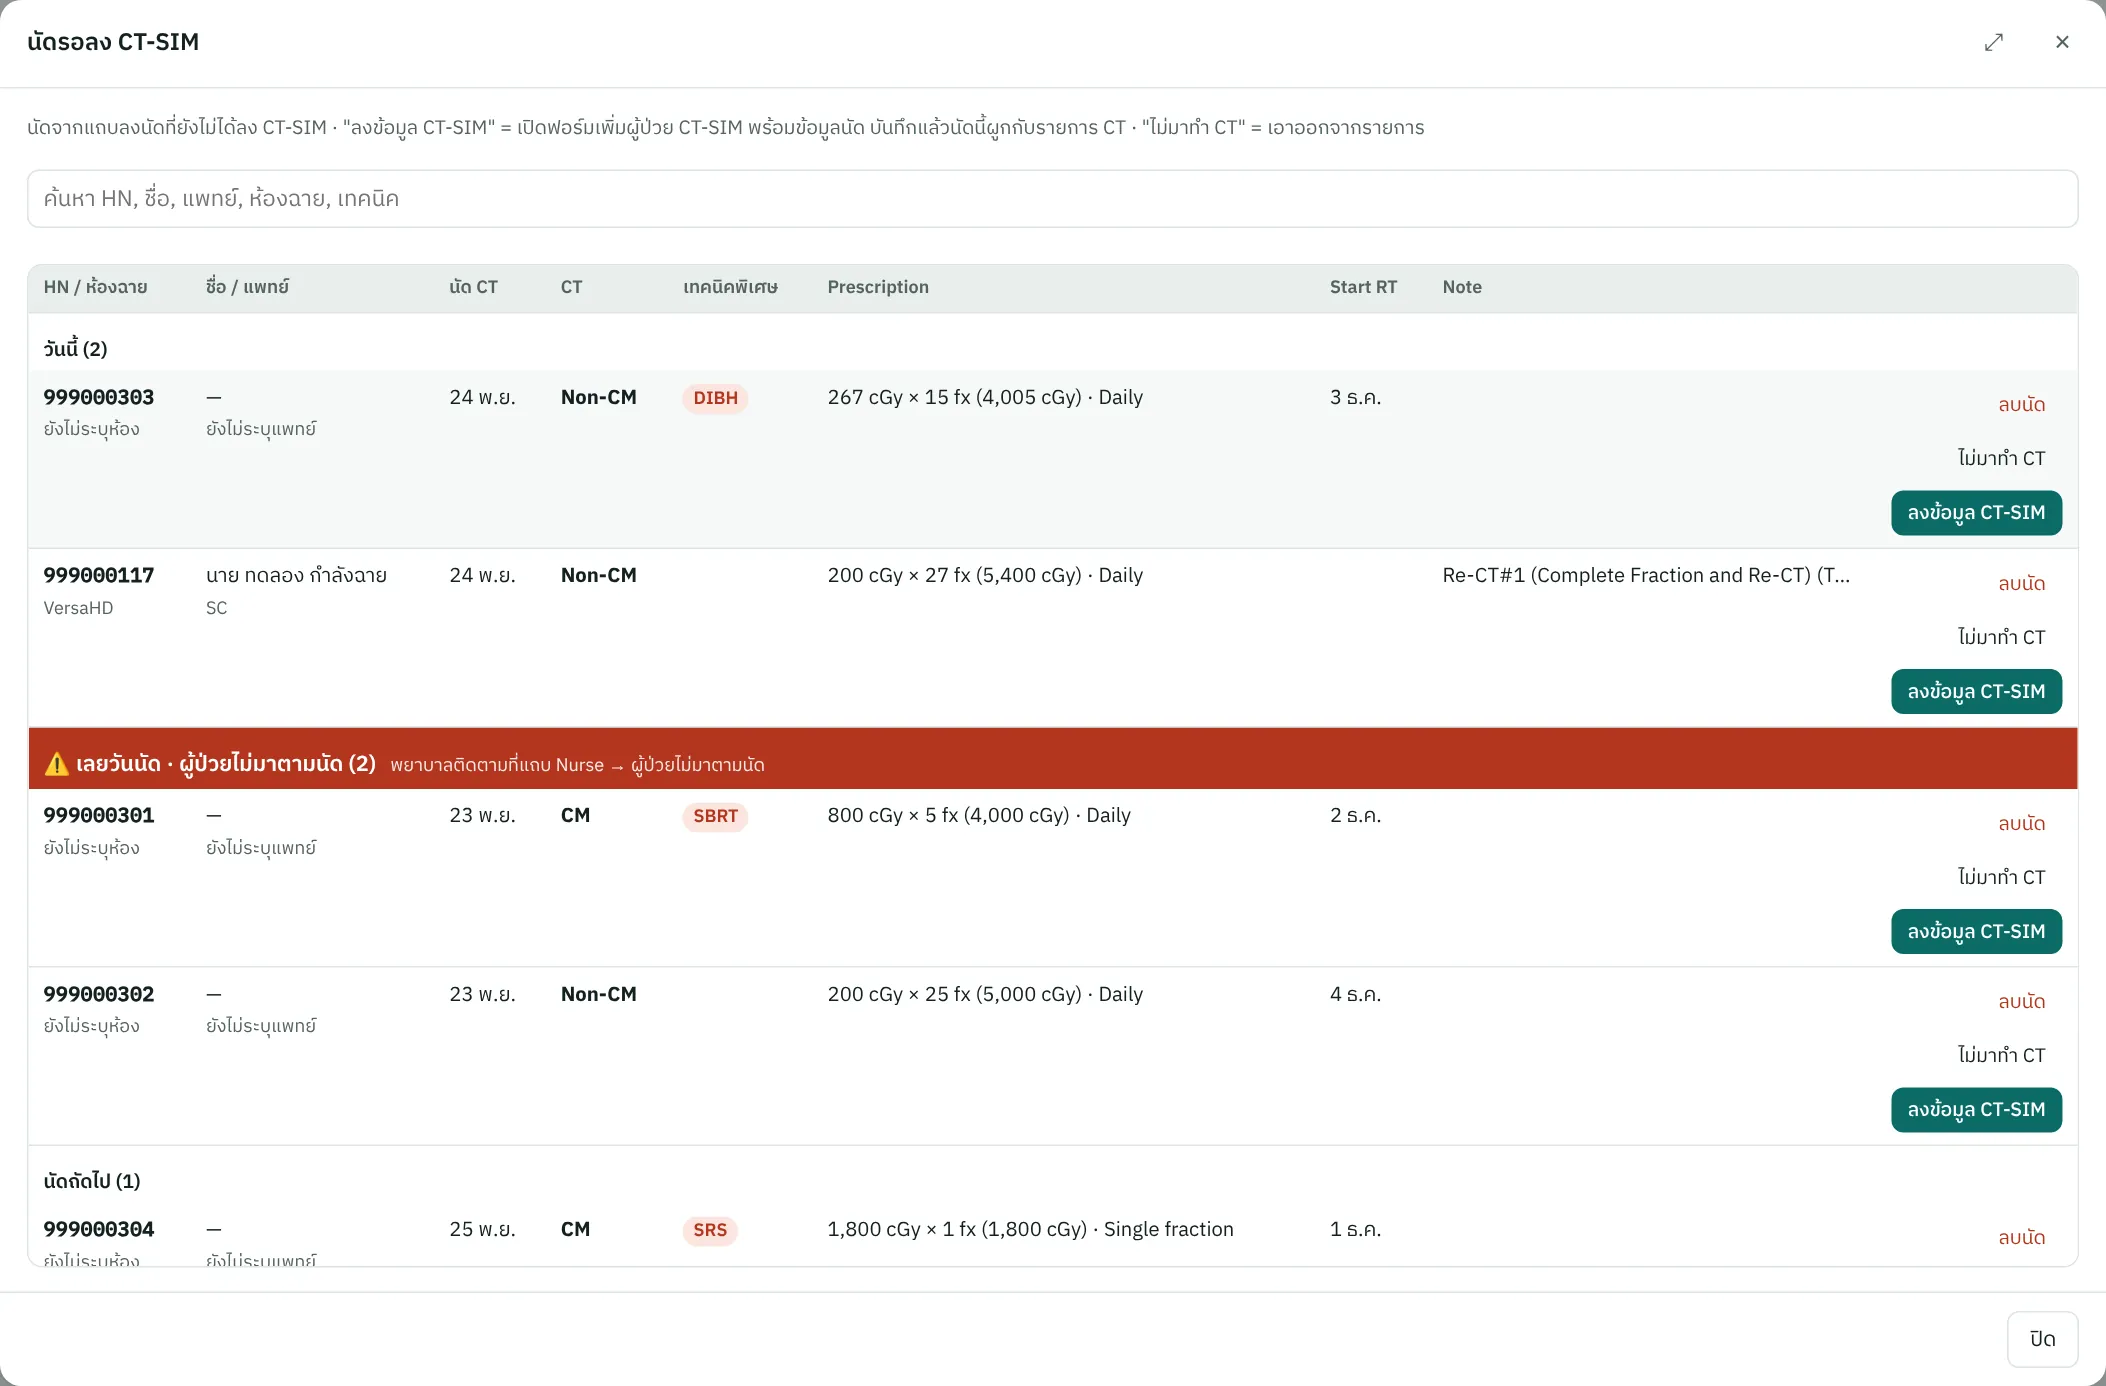 นัดรอลง CT-SIM
นัดจากแถบลงนัดที่ยังไม่ได้ลง CT-SIM · "ลงข้อมูล CT-SIM" = เปิดฟอร์มเพิ่มผู้ป่วย CT-SIM พร้อมข้อมูลนัด บันทึกแล้วนัดนี้ผูกกับรายการ CT · "ไม่มาทำ CT" = เอาออกจากรายการ
ค้นหา HN, ชื่อ, แพทย์, ห้องฉาย, เทคนิค
HN / ห้องฉาย ชื่อ / แพทย์ นัด CT CT เทคนิคพิเศษ Prescription Start RT Note
วันนี้ (2)
999000303 — 24 พ.ย. Non-CM DIBH 267 cGy × 15 fx (4,005 cGy) · Daily 3 ธ.ค. ลบนัด
ยังไม่ระบุห้อง ยังไม่ระบุแพทย์
ไม่มาทำ CT
ลงข้อมูล CT-SIM
999000117 นาย ทดลอง กำลังฉาย 24 พ.ย. Non-CM 200 cGy × 27 fx (5,400 cGy) · Daily Re-CT#1 (Complete Fraction and Re-CT) (T... ลบนัด
VersaHD SC
ไม่มาทำ CT
ลงข้อมูล CT-SIM
⚠️ เลยวันนัด · ผู้ป่วยไม่มาตามนัด (2) พยาบาลติดตามที่แถบ Nurse → ผู้ป่วยไม่มาตามนัด
999000301 — 23 พ.ย. CM SBRT 800 cGy × 5 fx (4,000 cGy) · Daily 2 ธ.ค. ลบนัด
ยังไม่ระบุห้อง ยังไม่ระบุแพทย์
ไม่มาทำ CT
ลงข้อมูล CT-SIM
999000302 — 23 พ.ย. Non-CM 200 cGy × 25 fx (5,000 cGy) · Daily 4 ธ.ค. ลบนัด
ยังไม่ระบุห้อง ยังไม่ระบุแพทย์
ไม่มาทำ CT
ลงข้อมูล CT-SIM
นัดถัดไป (1)
999000304 — 25 พ.ย. CM SRS 1,800 cGy × 1 fx (1,800 cGy) · Single fraction 1 ธ.ค. ลบนัด
ยังไม่ระบุห้อง ยังไม่ระบุแพทย์
ปิด